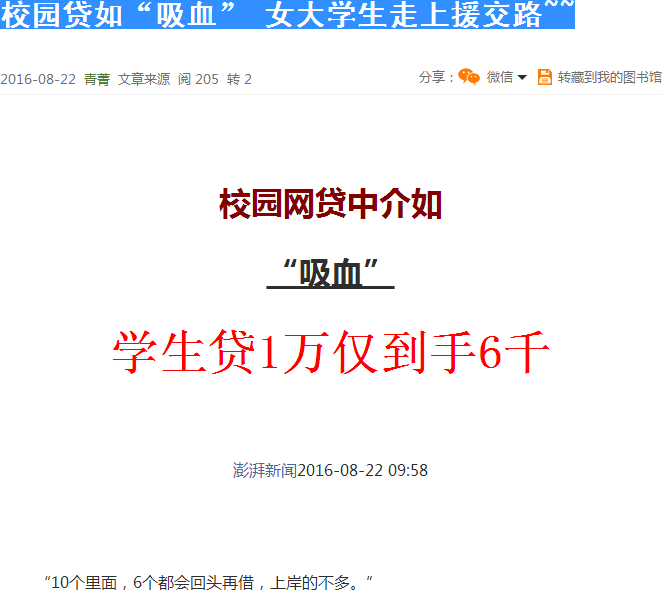 校园贷如“吸血” 女大学生走上援交路~~
2016-08-22 青菁 文章来源 阅 205 转 2 分享： 微信 转藏到我的图书馆
校园网贷中介如
“吸血”
学生贷1万仅到手6千
澎湃新闻2016-08-22 09:58
“10个里面，6个都会回头再借，上岸的不多。“